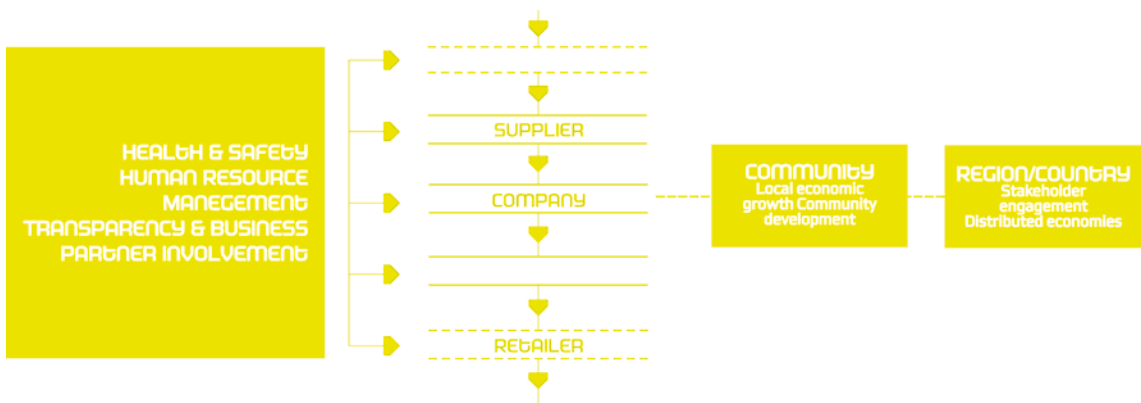 HEALTH & SAFETY
HUMAN RESOURCE
MANEGEMENT
TRANSPARENCY & BUSINESS
PARTNER INVOLVEMENT
SUPPLIER
COMPANY
RETAILER
COMMUNITY
Local economic
growth Community
development
REGION/COUNTRY
Stakeholder
engagement
Distributed economies